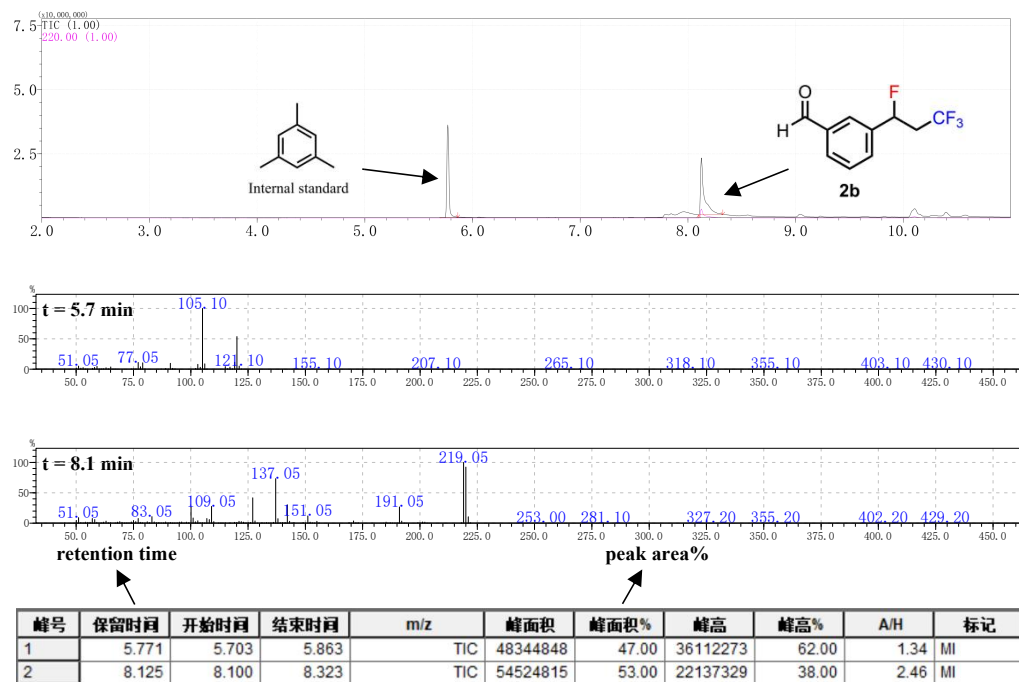 (x10,000,000)
TIC (1.00)
220.00 (1.00)
7.5
5.0
2.5
2.0 3.0 4.0 5.0 6.0 7.0 8.0 9.0 10.0
Internal standard
O
H
F
CF3
2b
%
t = 5.7 min
100
50
0
51.05 77.05 105.10 121.10 155.10 207.10 265.10 318.10 355.10 403.10 430.10
50.0 75.0 100.0 125.0 150.0 175.0 200.0 225.0 250.0 275.0 300.0 325.0 350.0 375.0 400.0 425.0 450.0
%
t = 8.1 min
100
50
0
51.05 83.05 109.05 137.05 151.05 191.05 219.05 253.00 281.10 327.20 355.20 402.20 429.20
50.0 75.0 100.0 125.0 150.0 175.0 200.0 225.0 250.0 275.0 300.0 325.0 350.0 375.0 400.0 425.0 450.0
retention time peak area%
峰号 保留时间 开始时间 结束时间 m/z 峰面积 峰面积% 峰高 峰高% A/H 标记
1 5.771 5.703 5.863 TIC 48344848 47.00 36112273 62.00 1.34 MI
2 8.125 8.100 8.323 TIC 54524815 53.00 22137329 38.00 2.46 MI